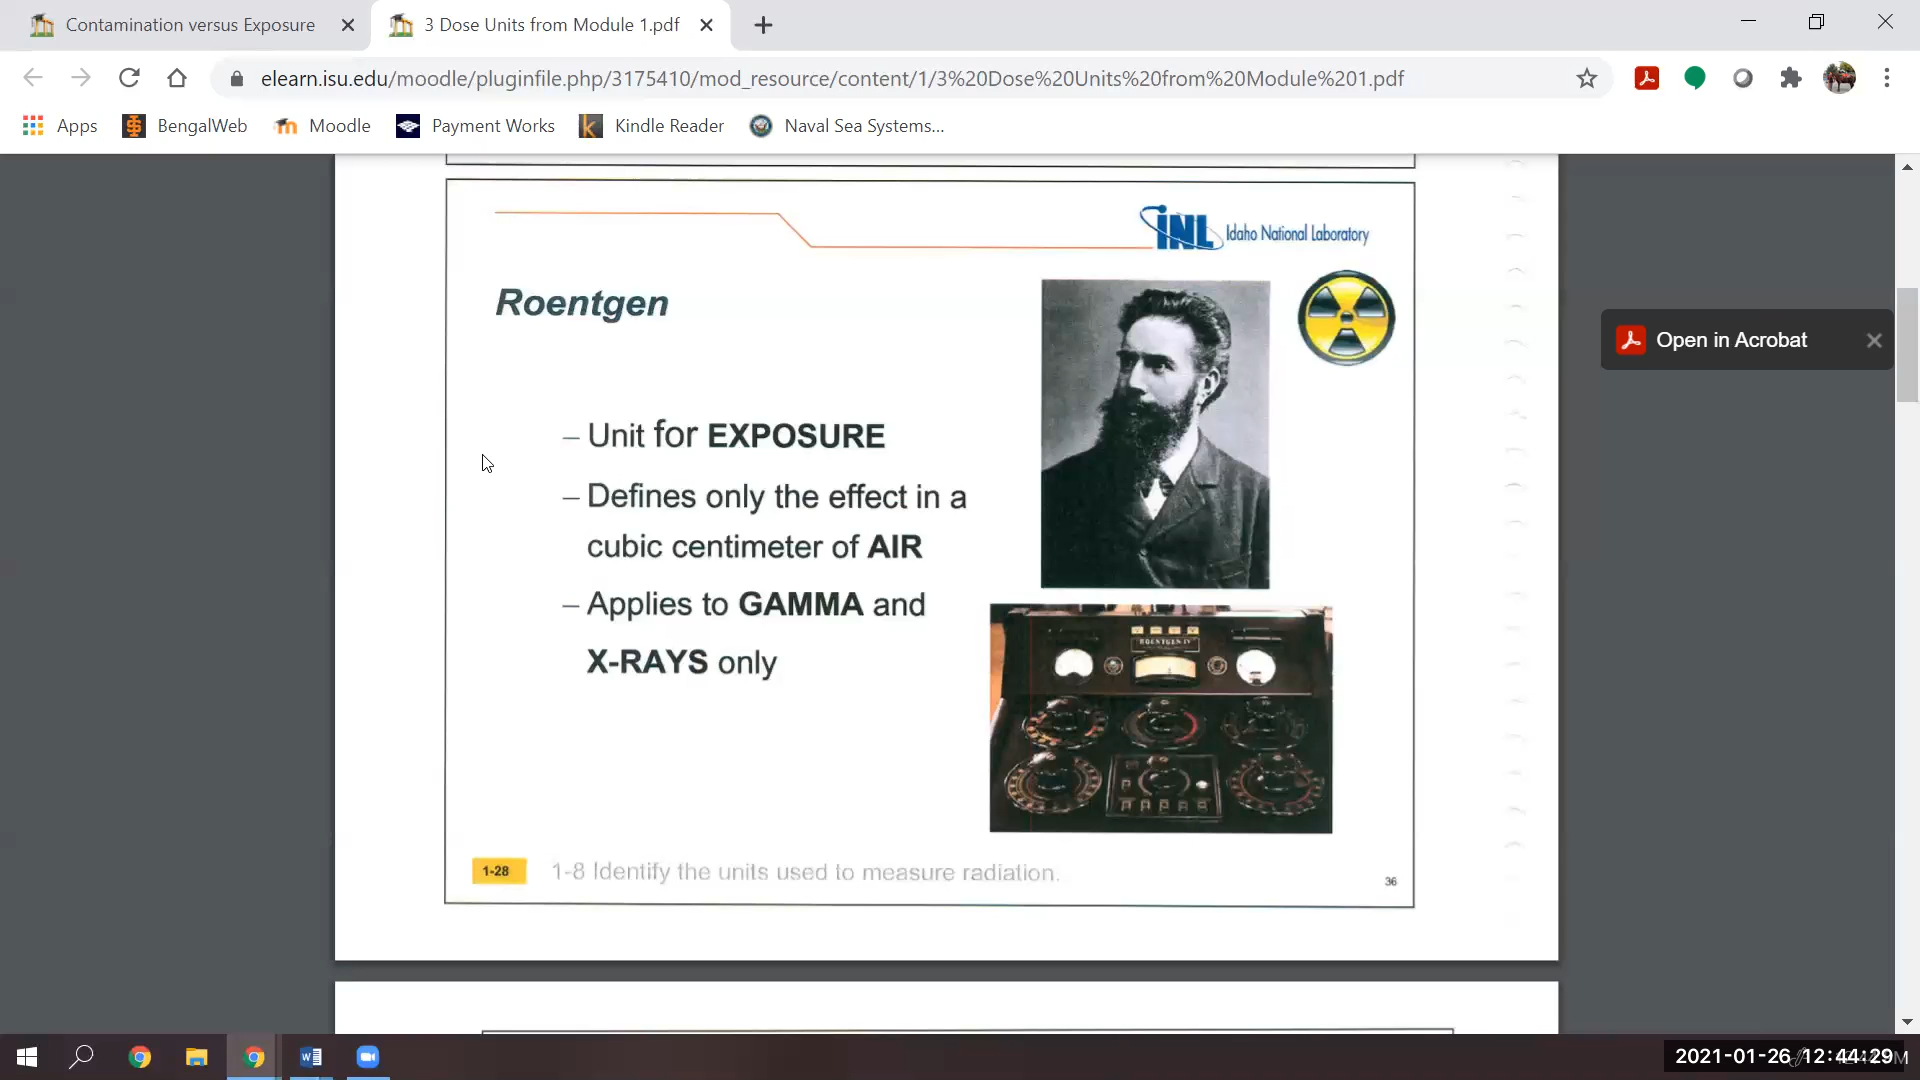 Contamination versus Exposure
3 Dose Units from Module 1.pdf
elearn.isu.edu/moodle/pluginfile.php/3175410/mod_resource/content/1/3%20Dose%20Units%20from%20Module%201.pdf
Apps
BengalWeb
Moodle
Payment Works
Kindle Reader
Naval Sea Systems...
INL Idaho National Laboratory
Open in Acrobat
Roentgen
– Unit for EXPOSURE
– Defines only the effect in a
cubic centimeter of AIR
– Applies to GAMMA and
X-RAYS only
ROENTGEN IV
1-28
1-8 Identify the units used to measure radiation.
36
2021-01-26 12:44:29